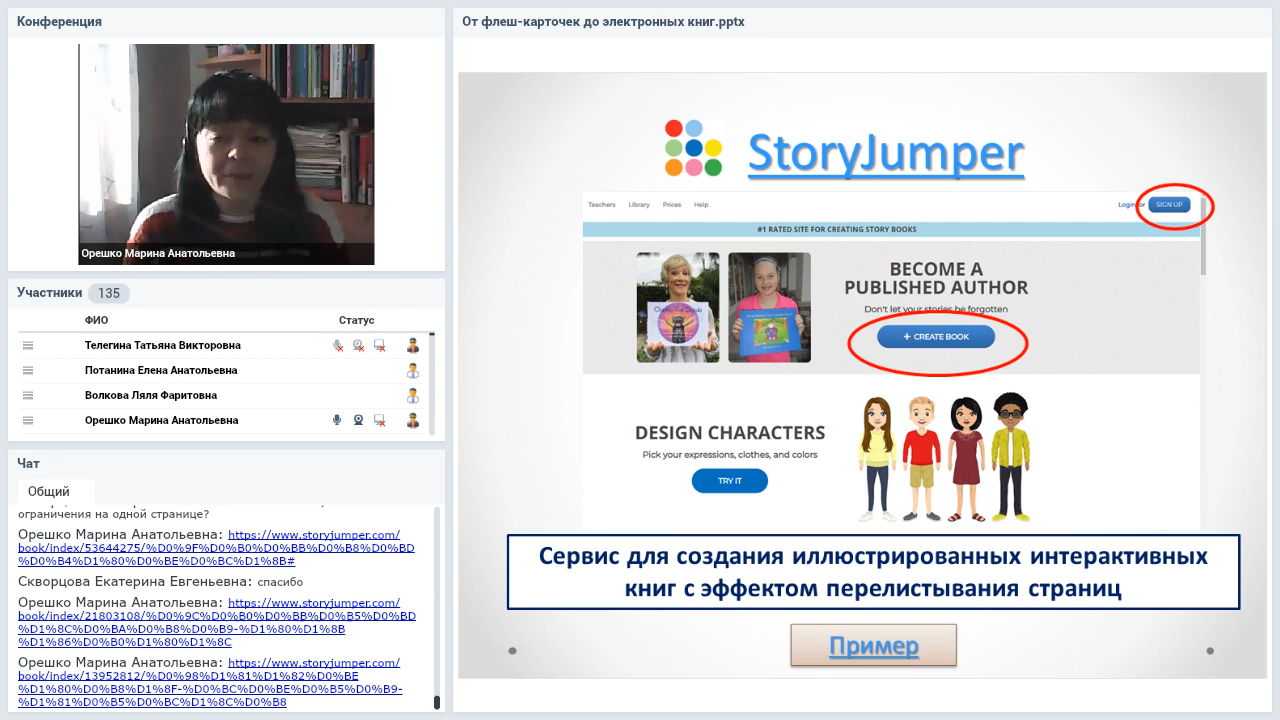 Конференция
Орешко Марина Анатольевна
Участники 135
ФИО Статус
Телегина Татьяна Викторовна
Потанина Елена Анатольевна
Волкова Ляля Фаритовна
Орешко Марина Анатольевна
Чат
Общий
ограничения на одной странице?
Орешко Марина Анатольевна: https://www.storyjumper.com/
book/index/53644275/%D0%9F%D0%B0%D0%BB%D0%B8%D0%BD
%D0%B4%D1%80%D0%BE%D0%BC%D1%8B#
Скворцова Екатерина Евгеньевна: спасибо
Орешко Марина Анатольевна: https://www.storyjumper.com/
book/index/21803108/%D0%9C%D0%B0%D0%BB%D0%B5%D0%BD
%D1%8C%D0%BA%D0%B8%D0%B9-%D1%80%D1%8B
%D1%86%D0%B0%D1%80%D1%8C
Орешко Марина Анатольевна: https://www.storyjumper.com/
book/index/13952812/%D0%98%D1%81%D1%82%D0%BE
%D1%80%D0%B8%D1%8F-%D0%BC%D0%BE%D0%B5%D0%B9-
%D1%81%D0%B5%D0%BC%D1%8C%D0%B8
От флеш-карточек до электронных книг.pptx
StoryJumper
Teachers Library Prices Help Login or SIGN UP
#1 RATED SITE FOR CREATING STORY BOOKS
BECOME A
PUBLISHED AUTHOR
Don't let your stories be forgotten
+ CREATE BOOK
DESIGN CHARACTERS
Pick your expressions, clothes, and colors
TRY IT
Сервис для создания иллюстрированных интерактивных
книг с эффектом перелистывания страниц
Пример